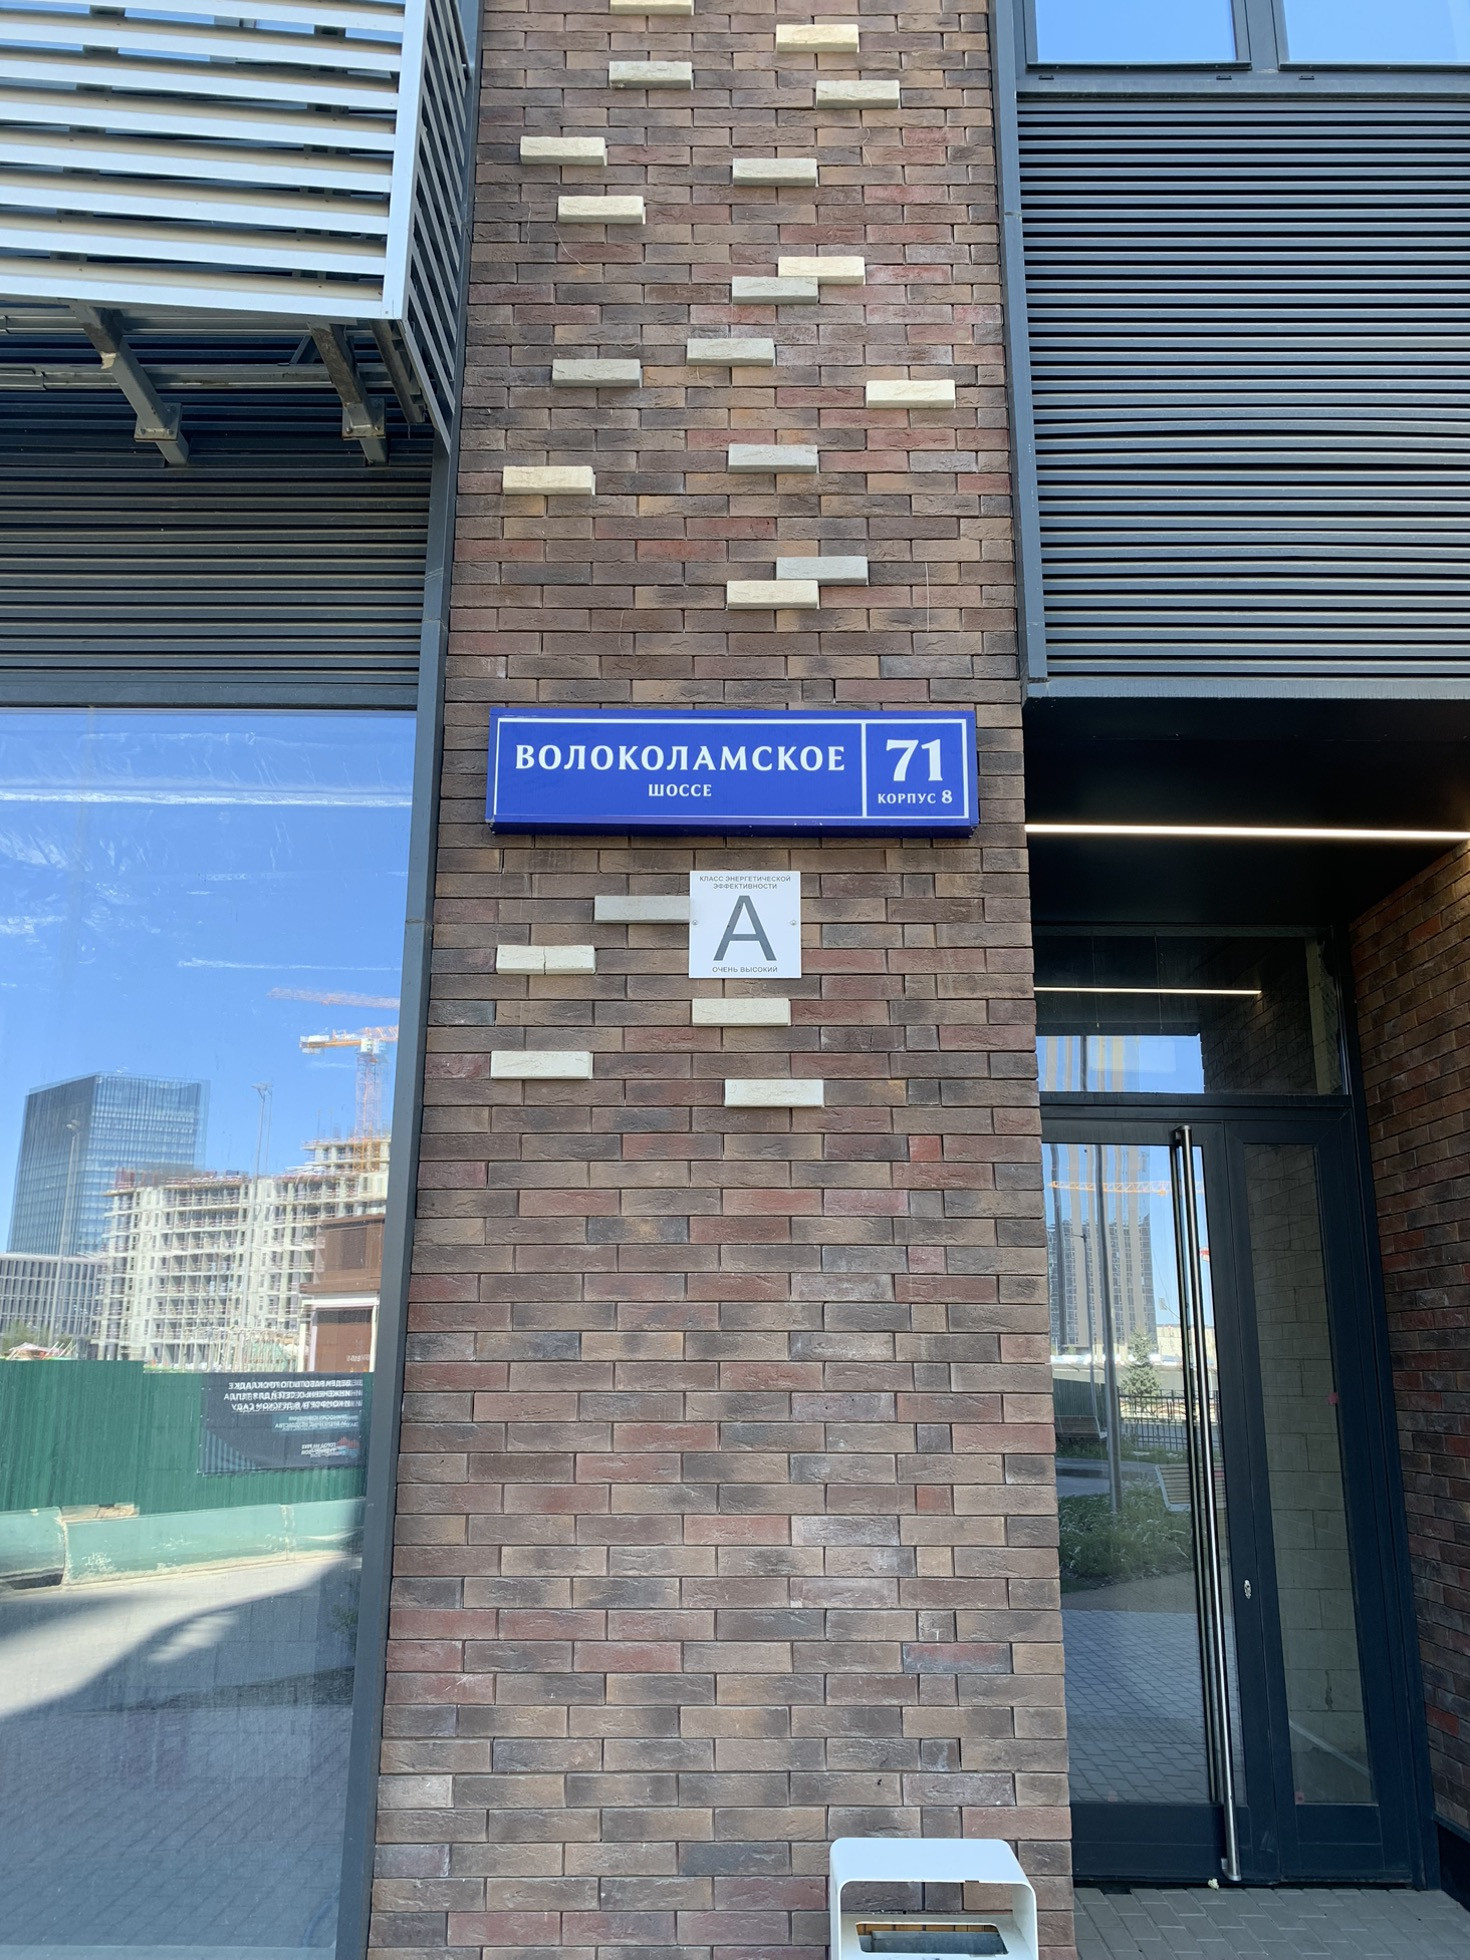 ВОЛОКОЛАМСКОЕ
ШОССЕ
71
КОРПУС 8
КЛАСС ЭНЕРГЕТИЧЕСКОЙ
ЭФФЕКТИВНОСТИ
А
ОЧЕНЬ ВЫСОКИЙ